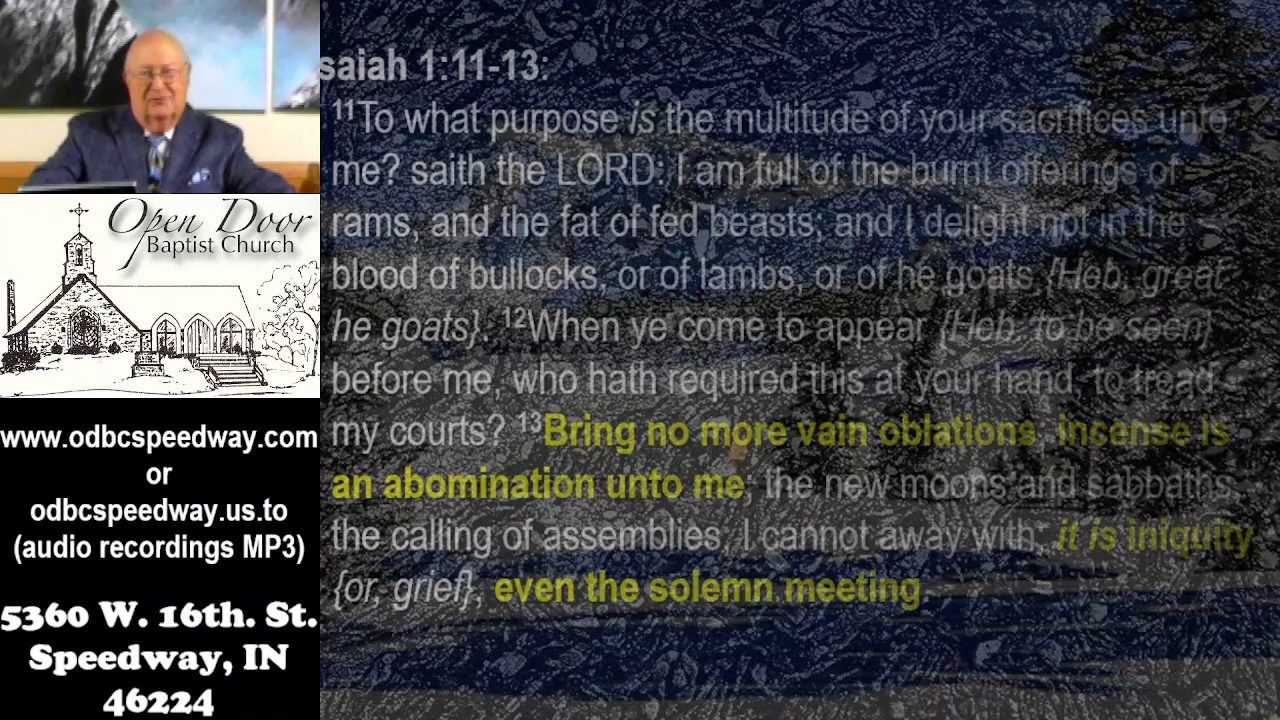 Open Door
Baptist Church
www.odbcspeedway.com
or
odbcspeedway.us.to
(audio recordings MP3)
5360 W. 16th. St.
Speedway, IN
46224
saiah 1:11-13:
11To what purpose is the multitude of your sacrifices unto
me? saith the LORD: I am full of the burnt offerings of
rams, and the fat of fed beasts; and I delight not in the
blood of bullocks, or of lambs, or of he goats {Heb. great
he goats}. 12When ye come to appear {Heb. to be seen}
before me, who hath required this at your hand, to tread
my courts? 13Bring no more vain oblations; incense is
an abomination unto me; the new moons and sabbaths,
the calling of assemblies, I cannot away with; it is iniquity
{or, grief}, even the solemn meeting.